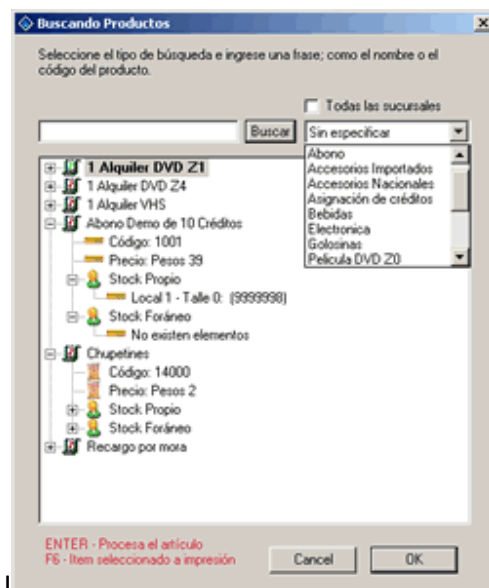 Buscando Productos
Seleccione el tipo de búsqueda e ingrese una frase; como el nombre o el
código del producto.
Todas las sucursales
Buscar
Sin especificar
Abono
Accesorios Importados
Accesorios Nacionales
Asignación de créditos
Bebidas
Electronica
Golosinas
Pelicula DVD Z0
1 Alquiler DVD Z1
1 Alquiler DVD Z4
1 Alquiler VHS
Abono Demo de 10 Créditos
Código: 1001
Precio: Pesos 39
Stock Propio
Local 1 - Talle 0: (9999998)
Stock Foráneo
No existen elementos
Chupetines
Código: 14000
Precio: Pesos 2
Stock Propio
Stock Foráneo
Recargo por mora
ENTER - Procesa el artículo
F6 - Item seleccionado a impresión
Cancel
OK